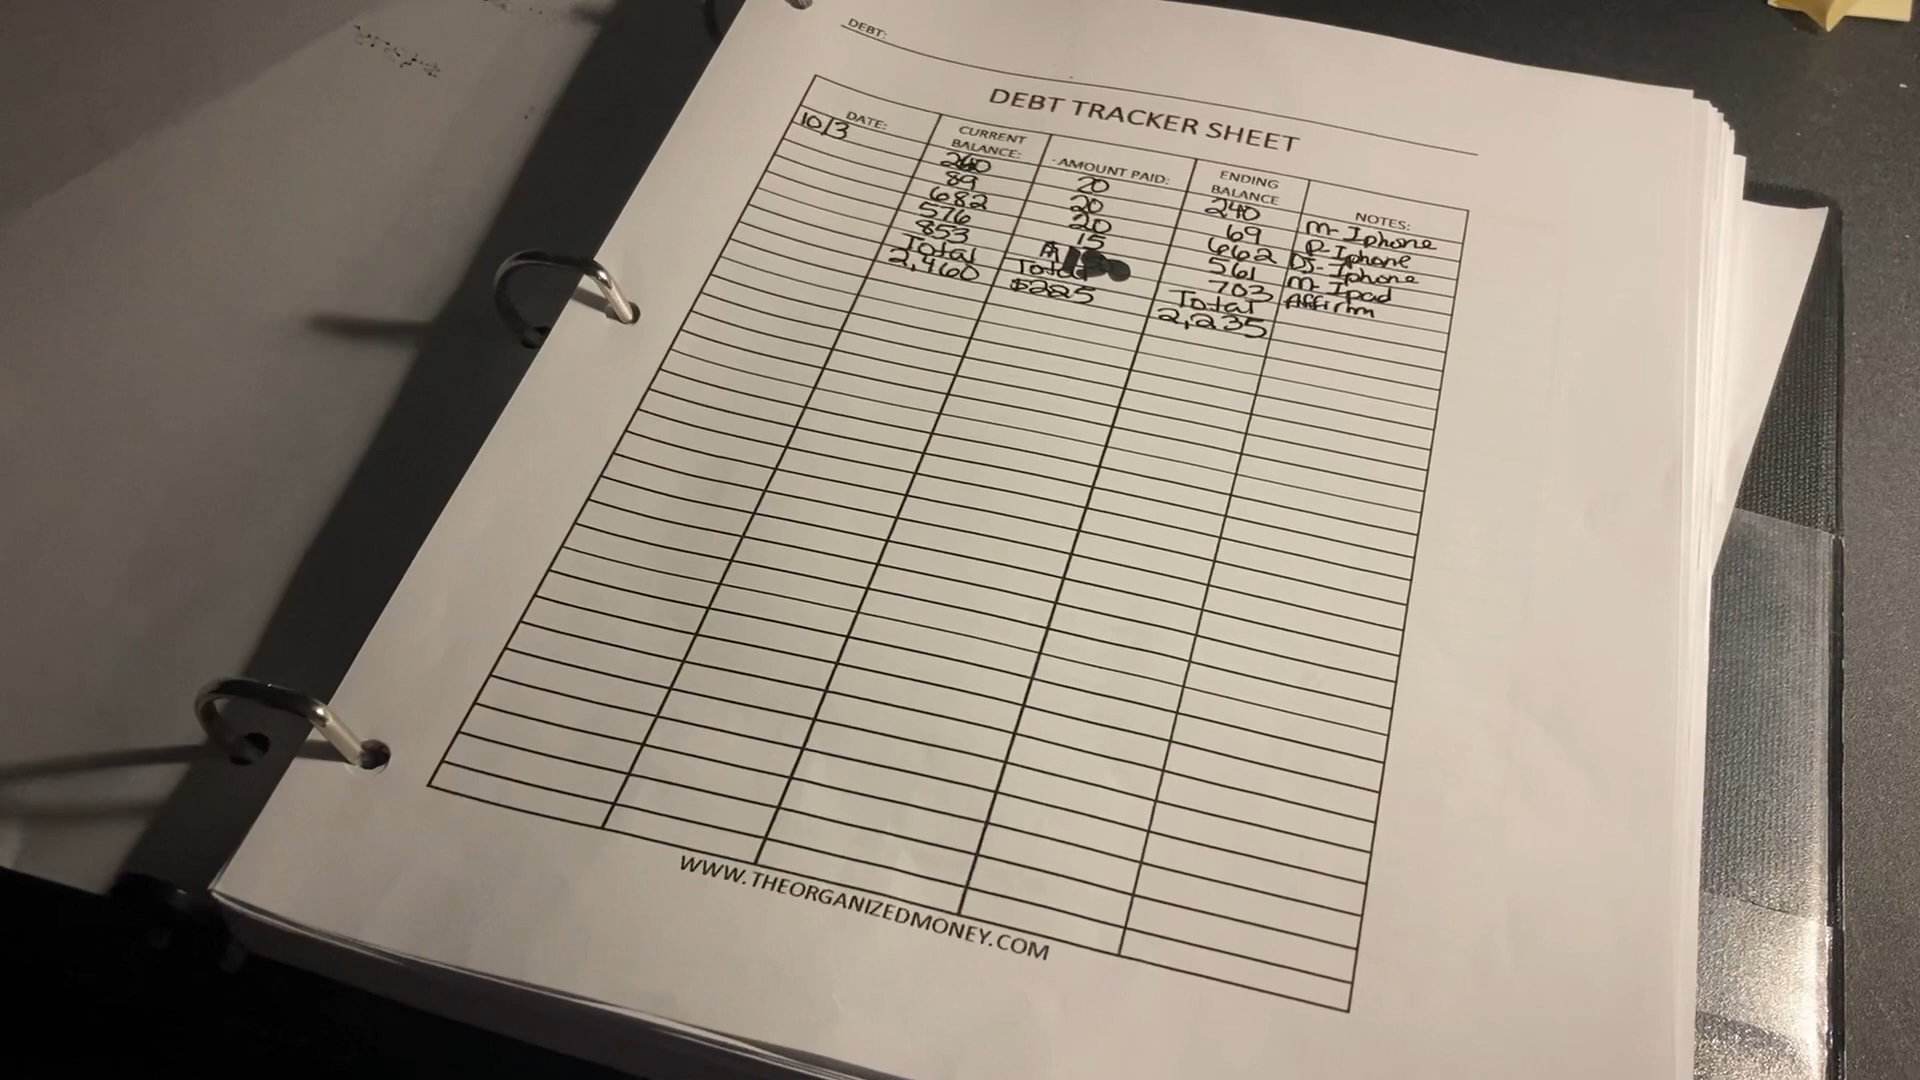 DEBT:
DEBT TRACKER SHEET
DATE: CURRENT BALANCE: AMOUNT PAID: ENDING BALANCE NOTES:
10/3 260 20 240 M- Iphone
89 20 69 P- Iphone
682 20 662 DJ- Iphone
576 15 561 M- Ipad
853 $ 703 Affirm
Total Total Total
2,460 $225 2,235
WWW.THEORGANIZEDMONEY.COM